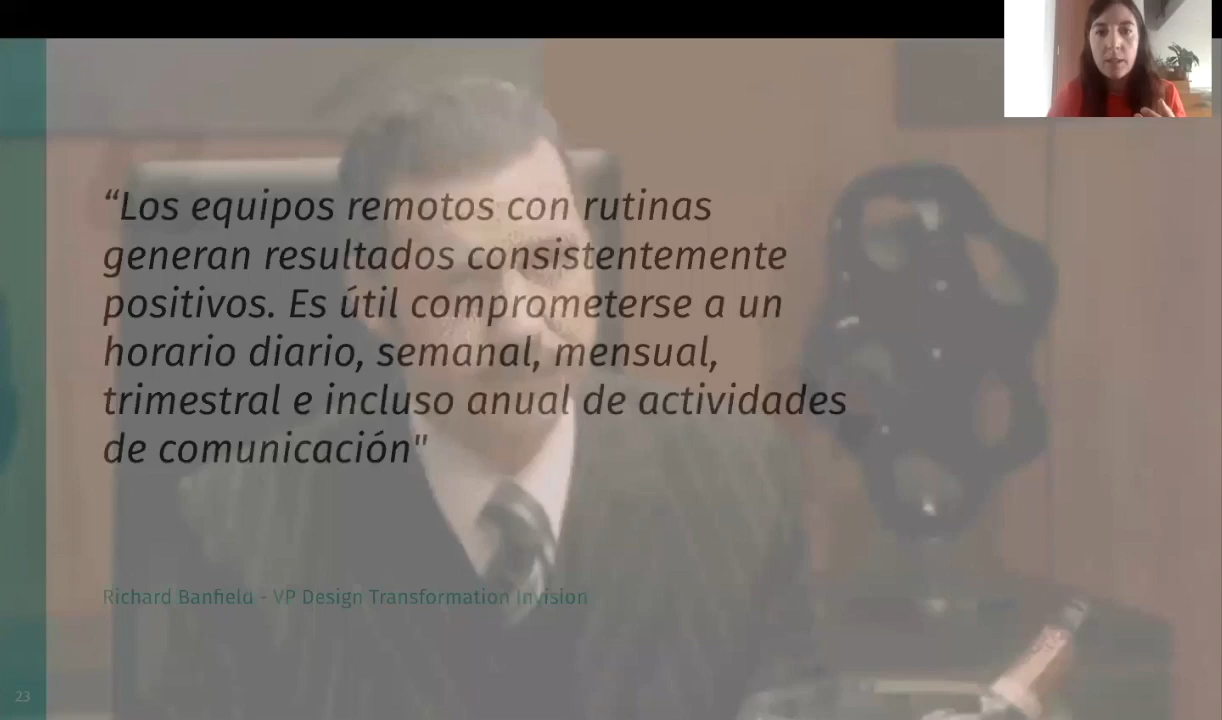 “Los equipos remotos con rutinas
generan resultados consistentemente
positivos. Es útil comprometerse a un
horario diario, semanal, mensual,
trimestral e incluso anual de actividades
de comunicación"
Richard Banfield - VP Design Transformation Invision
23